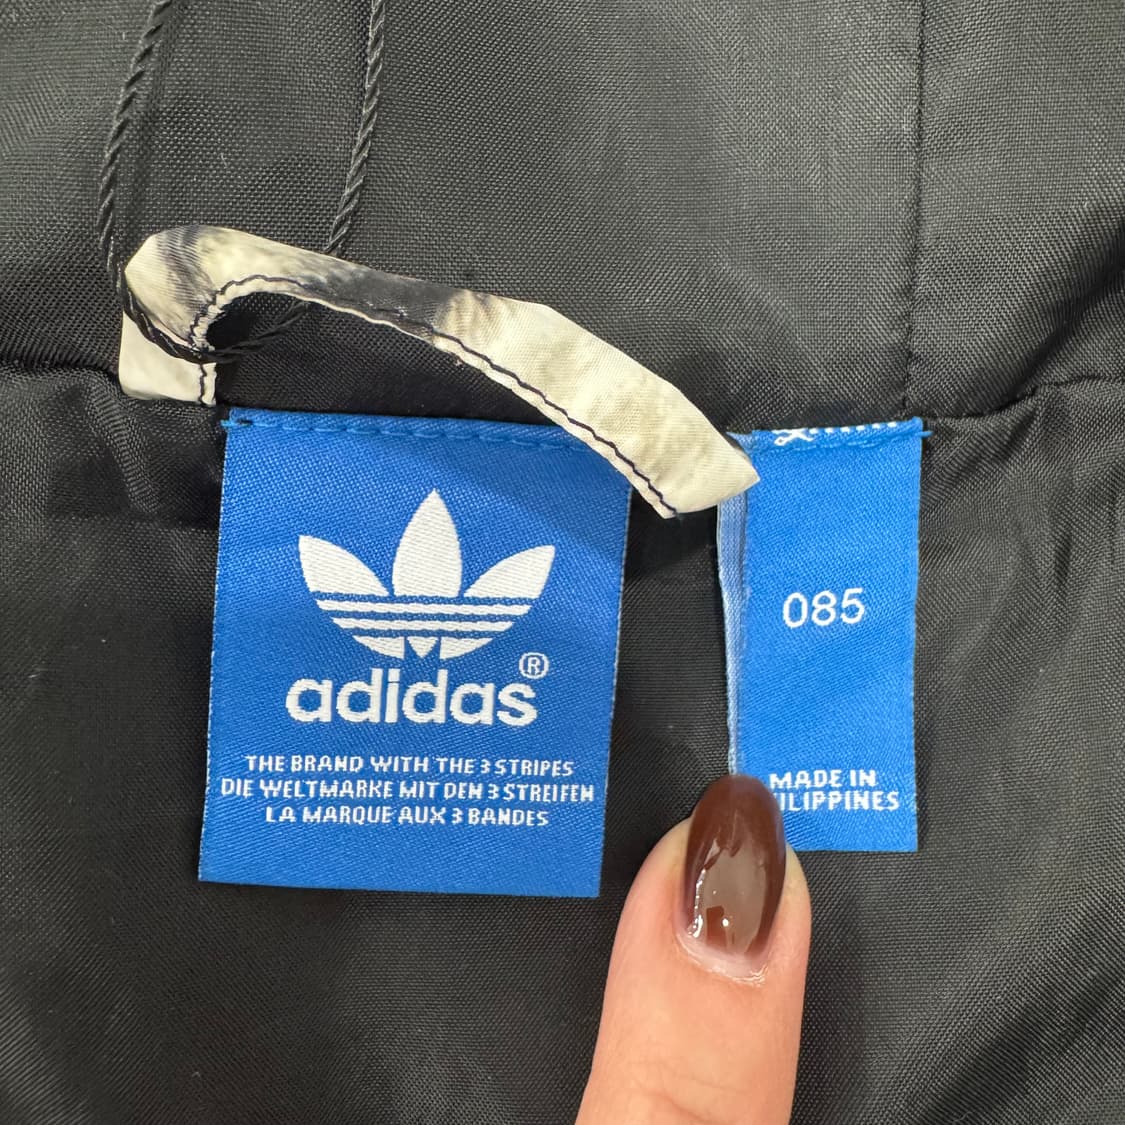 adidas®
THE BRAND WITH THE 3 STRIPES
DIE WELTMARKE MIT DEN 3 STREIFEN
LA MARQUE AUX 3 BANDES
085
MADE IN
ILIPPINES